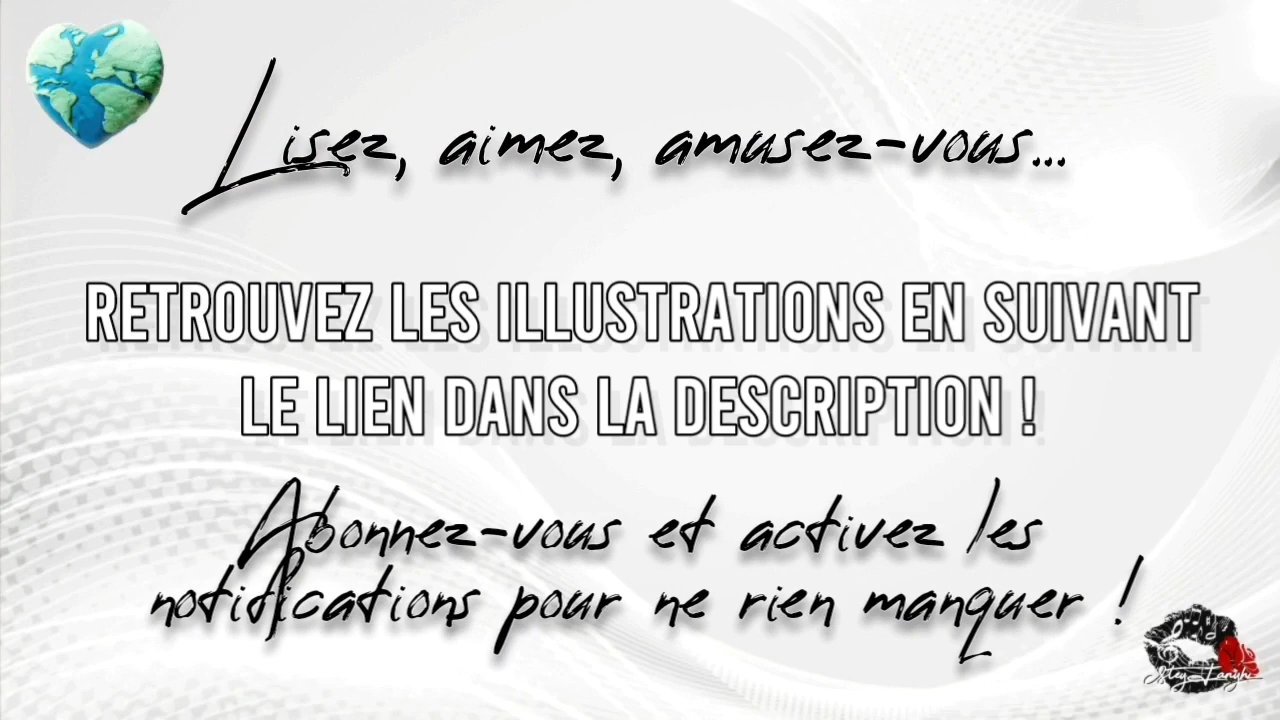 Lisez, aimez, amusez-vous...
RETROUVEZ LES ILLUSTRATIONS EN SUIVANT
LE LIEN DANS LA DESCRIPTION !
Abonnez-vous et activez les
notifications pour ne rien manquer !